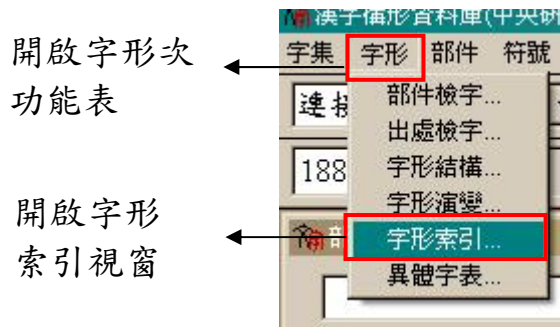 開啟字形次
功能表
開啟字形
索引視窗
漢字構形資料庫(中央研
字集 字形 部件 符號
連接
188
部件檢字...
出處檢字...
字形結構...
字形演變...
字形索引...
異體字表...